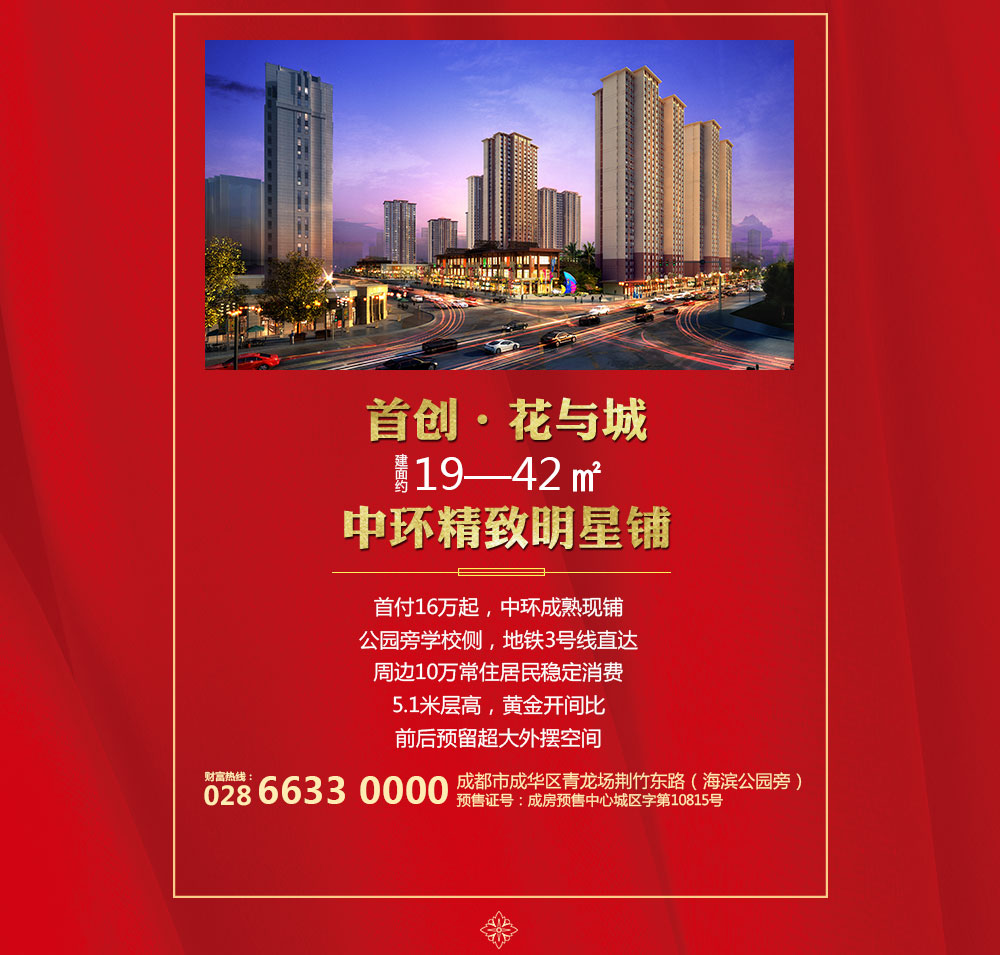 首创·花与城
建面约19—42㎡
中环精致明星铺
首付16万起，中环成熟现铺
公园旁学校侧，地铁3号线直达
周边10万常住居民稳定消费
5.1米层高，黄金开间比
前后预留超大外摆空间
财富热线：
028 6633 0000
成都市成华区青龙场荆竹东路（海滨公园旁）
预售证号：成房预售中心城区字第10815号